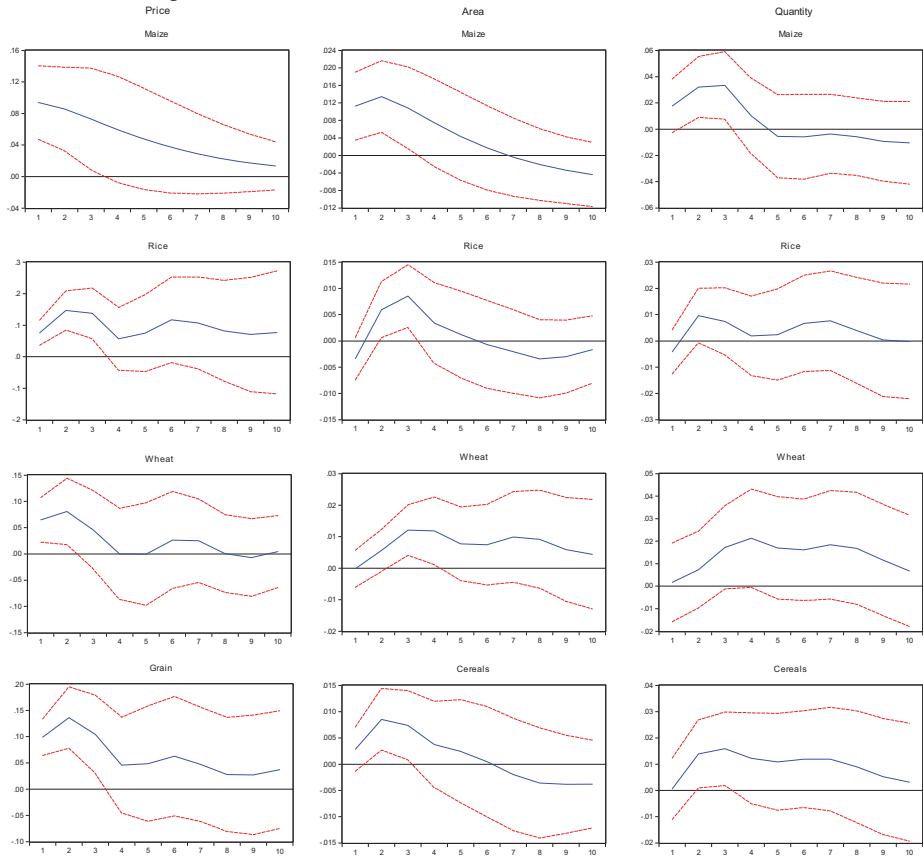 Price Area Quantity
Maize Maize Maize
.16 .024 .06
.020
.12 .04
.016
.012 .02
.08
.008
.00
.04 .004
.000 -.02
.00 -.004
-.04
-.008
-.04 -.012 -.06
1 2 3 4 5 6 7 8 9 10 1 2 3 4 5 6 7 8 9 10 1 2 3 4 5 6 7 8 9 10
Rice Rice Rice
.3 .015 .03
.2 .010 .02
.1 .005 .01
.0 .000 .00
-.005 -.01
-.1 -.010 -.02
-.2 -.015 -.03
1 2 3 4 5 6 7 8 9 10 1 2 3 4 5 6 7 8 9 10 1 2 3 4 5 6 7 8 9 10
Wheat Wheat Wheat
.15 .03 .05
.10 .02 .04
.03
.05 .01 .02
.00 .01
.00 .00
-.05
-.10 -.01 -.01
-.15 -.02 -.02
1 2 3 4 5 6 7 8 9 10 1 2 3 4 5 6 7 8 9 10 1 2 3 4 5 6 7 8 9 10
Grain Cereals Cereals
.20 .015 .04
.15 .010 .03
.10 .005 .02
.05 .000 .01
.00 -.005 .00
-.05 -.010 -.01
-.10 -.015 -.02
1 2 3 4 5 6 7 8 9 10 1 2 3 4 5 6 7 8 9 10 1 2 3 4 5 6 7 8 9 10